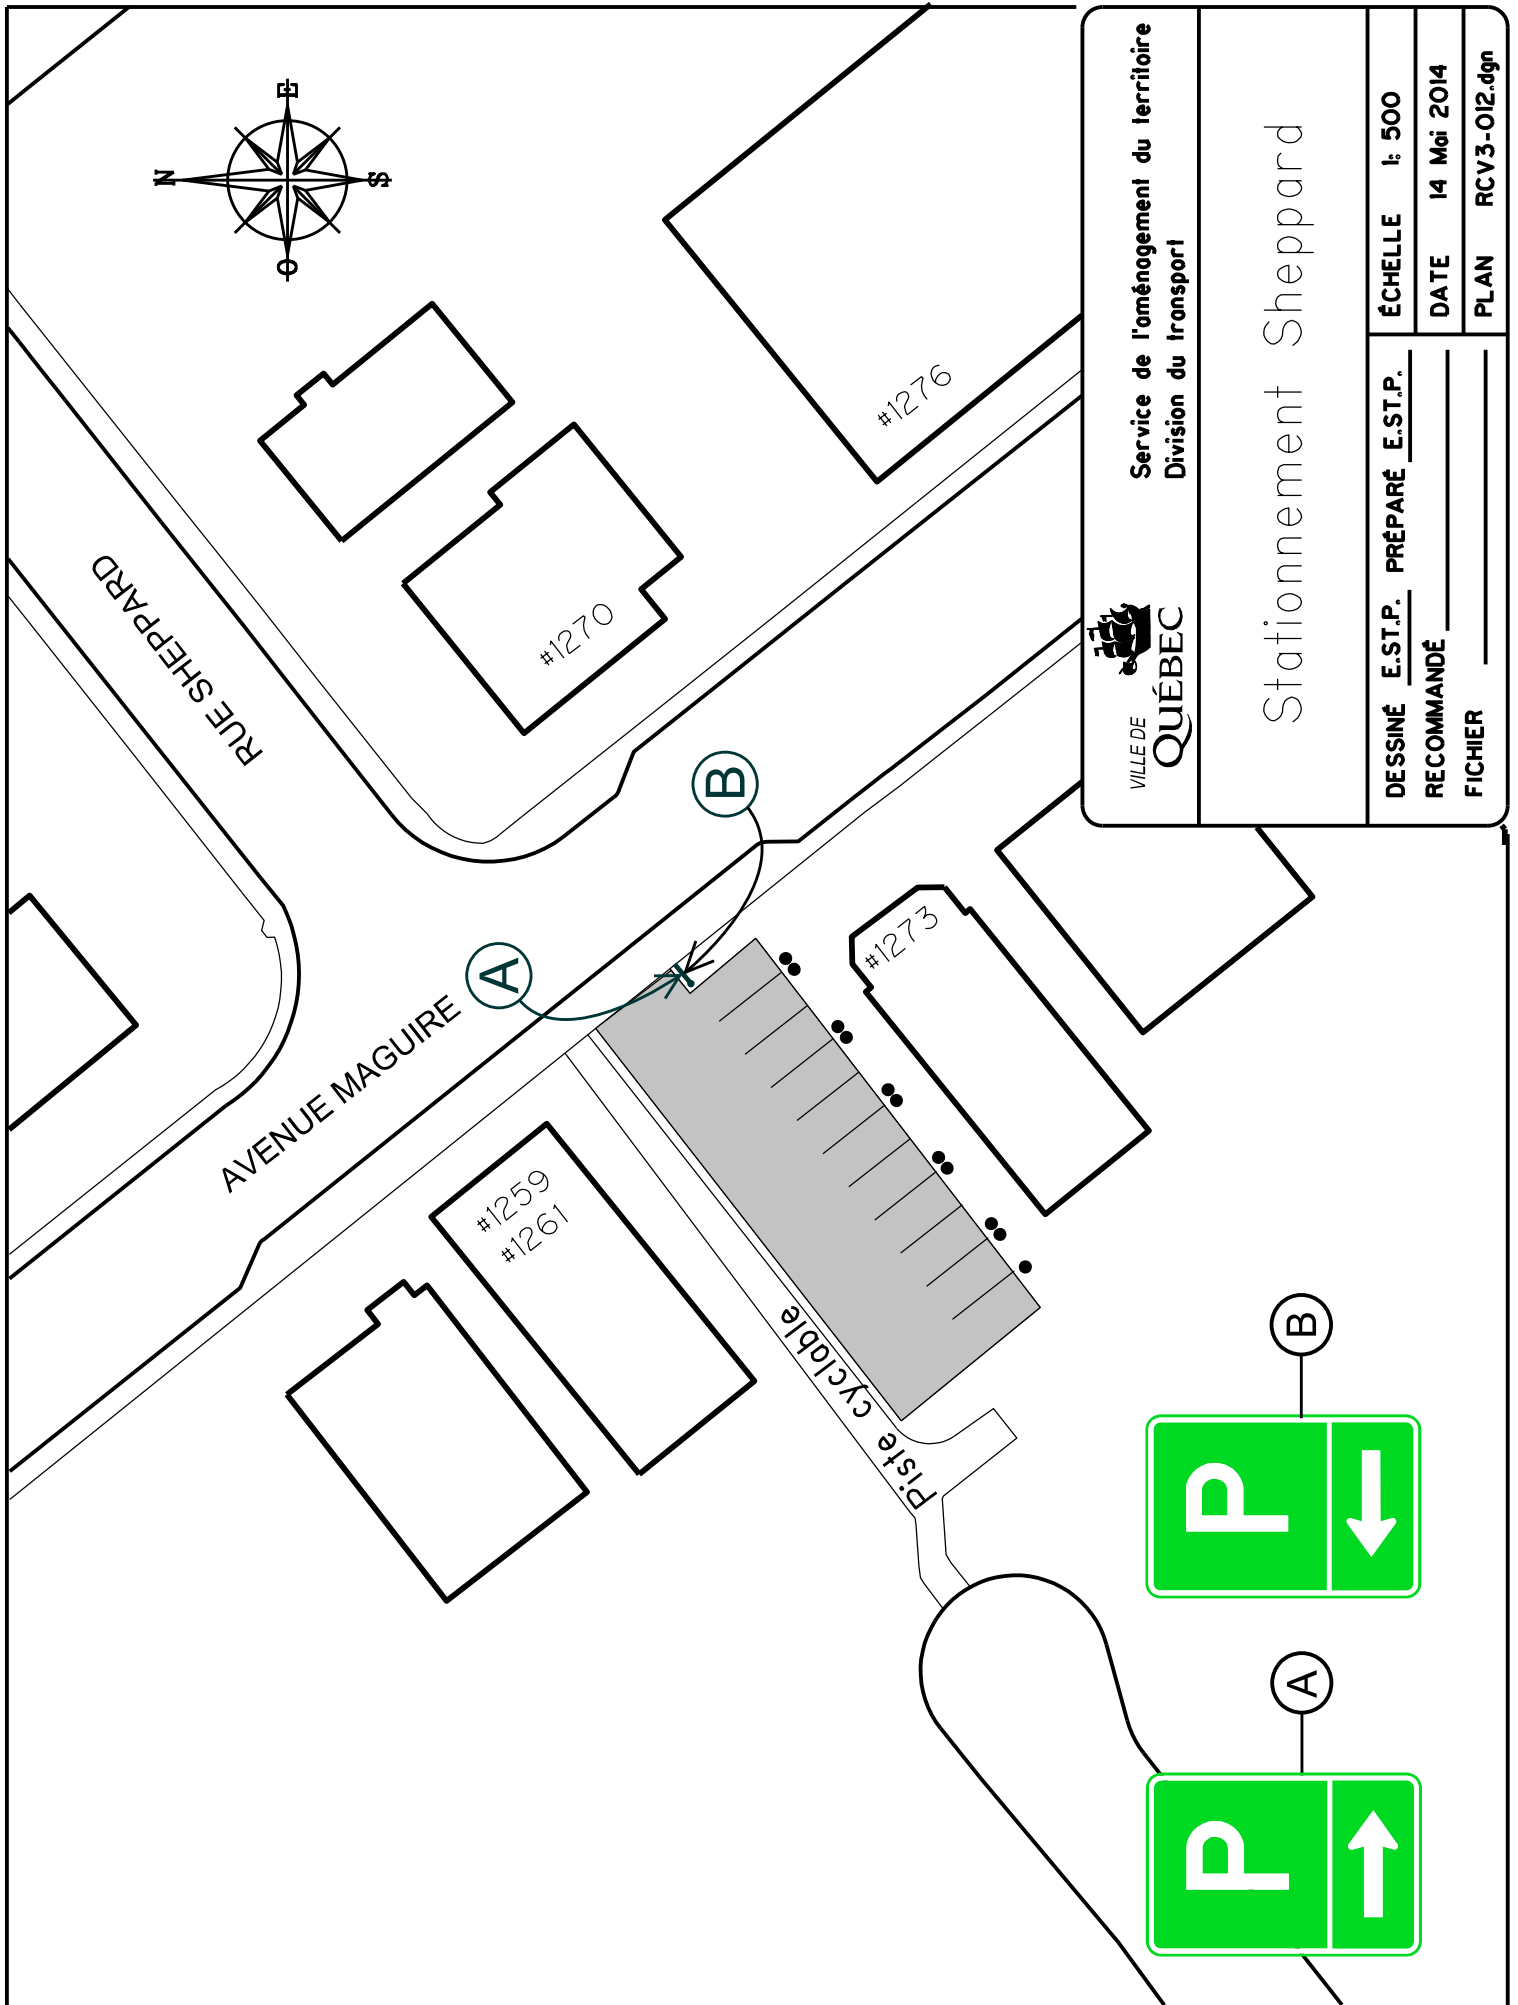 VILLE DE
QUÉBEC
Service de l'aménagement du territoire
Division du transport
Stationnement Sheppard
DESSINÉ E.ST.P. PRÉPARÉ E.ST.P.
RECOMMANDÉ
FICHIER
ÉCHELLE 1: 500
DATE 14 Mai 2014
PLAN RCV3-012.dgn
N
E
S
O
RUE SHEPPARD
AVENUE MAGUIRE
#1276
#1270
#1273
#1259
#1261
Piste cyclable
A
B
P
A
P
B